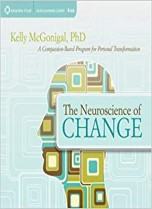 Kelly McGonigal, PhD
A Compassion-Based Program for Personal Transformation
The Neuroscience of
CHANGE